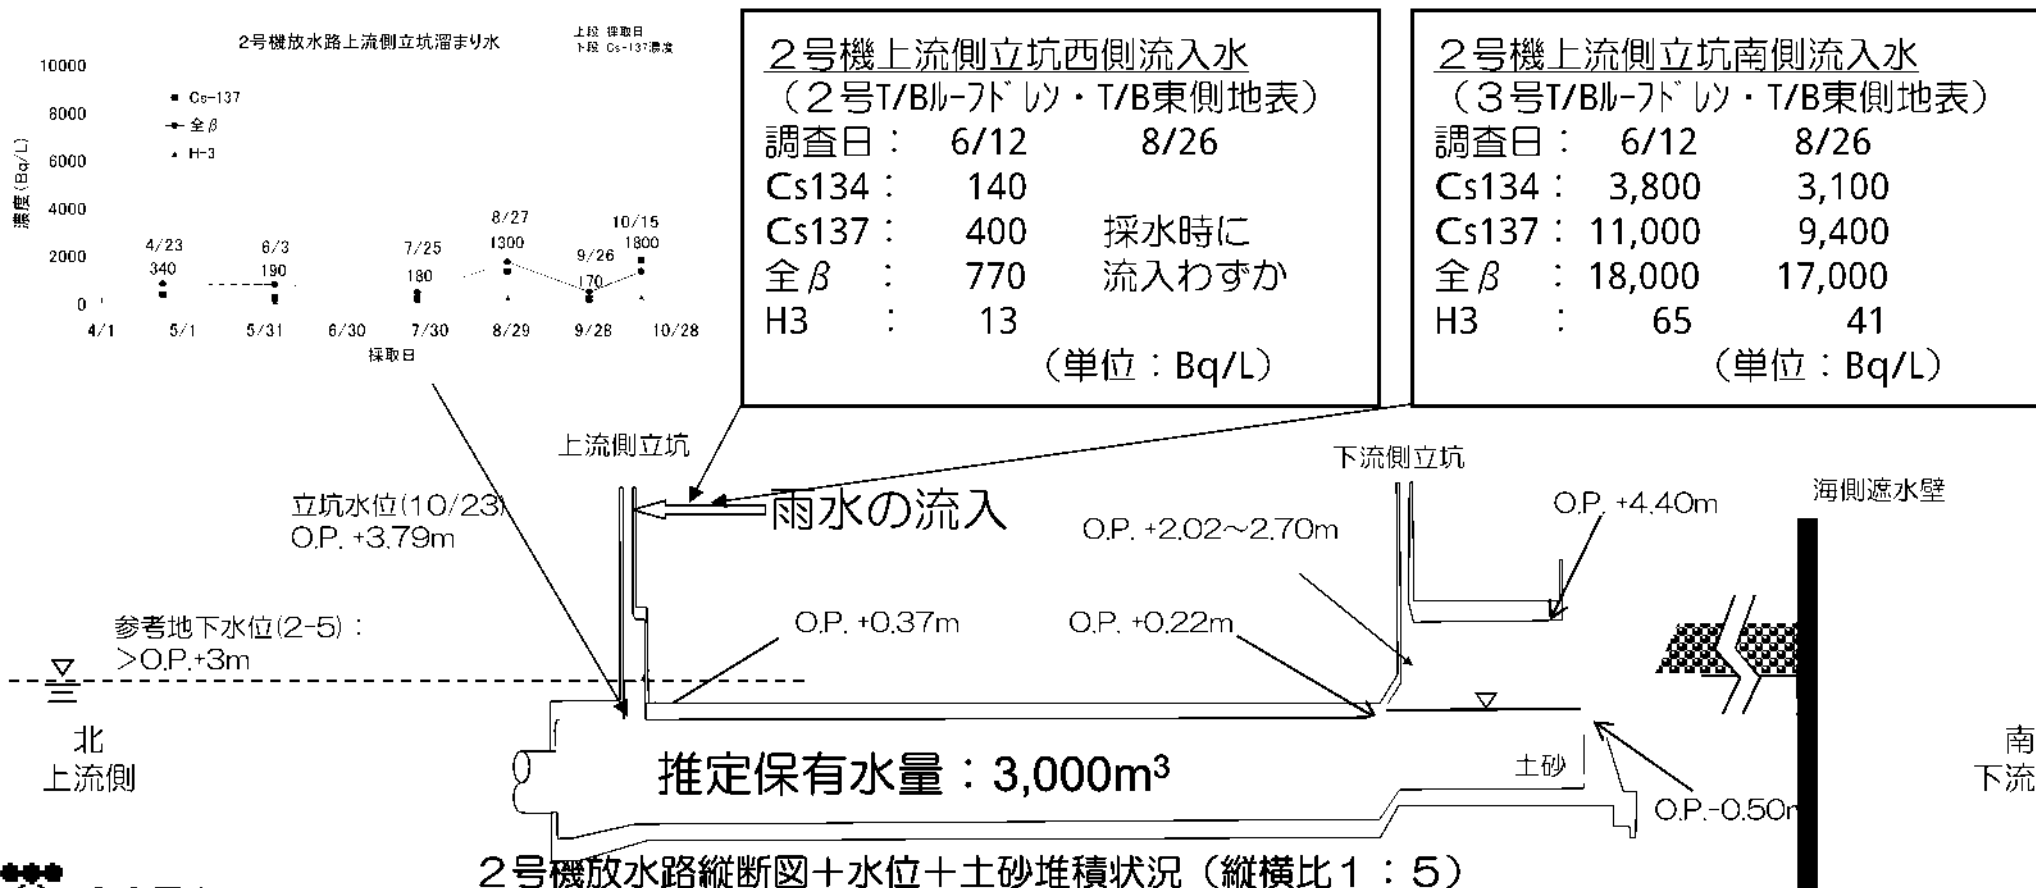 2号機放水路上流側立坑溜まり水
上段 採取日
下段 Cs-137濃度
濃度(Bq/L)
10000
8000
6000
4000
2000
0
Cs-137
全β
H-3
4/23
340
6/3
190
7/25
180
8/27
1300
9/26
170
10/15
1800
4/1 5/1 5/31 6/30 7/30 8/29 9/28 10/28
採取日
2号機上流側立坑西側流入水
（2号T/Bﾙｰﾌﾄﾞﾚﾝ・T/B東側地表）
調査日： 6/12 8/26
Cs134： 140
Cs137： 400 採水時に
全β ： 770 流入わずか
H3 ： 13
（単位：Bq/L）
2号機上流側立坑南側流入水
（3号T/Bﾙｰﾌﾄﾞﾚﾝ・T/B東側地表）
調査日： 6/12 8/26
Cs134： 3,800 3,100
Cs137： 11,000 9,400
全β ： 18,000 17,000
H3 ： 65 41
（単位：Bq/L）
上流側立坑
下流側立坑
海側遮水壁
立坑水位(10/23)
O.P. +3.79m
雨水の流入
O.P. +2.02～2.70m
O.P. +4.40m
参考地下水位(2-5)：
>O.P.+3m
O.P. +0.37m
O.P. +0.22m
北
上流側
推定保有水量：3,000m³
土砂
O.P.-0.50m
南
下流
2号機放水路縦断図＋水位＋土砂堆積状況（縦横比1：5）